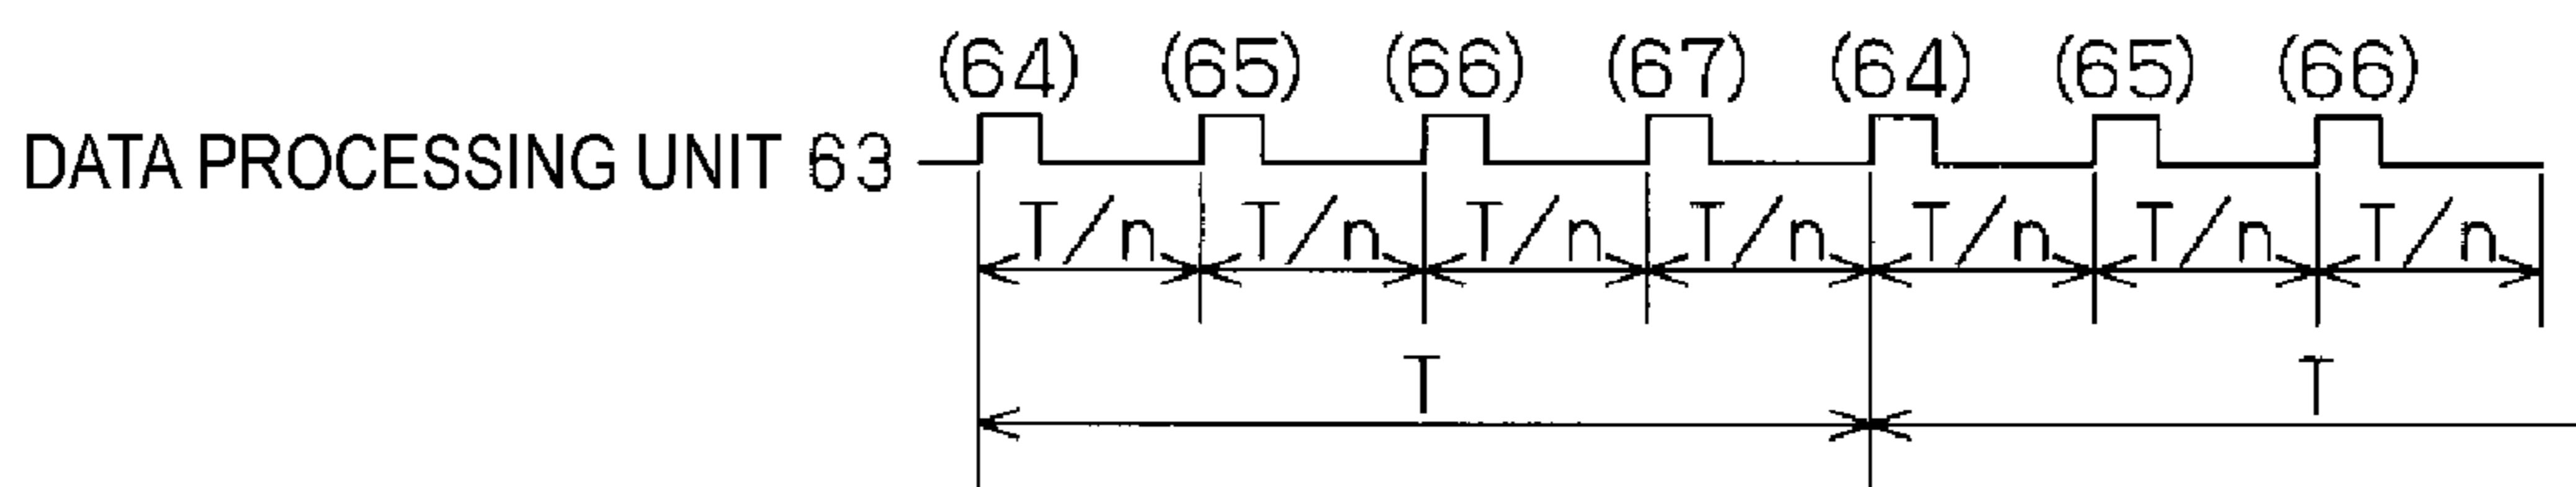 (64) (65) (66) (67) (64) (65) (66)
DATA PROCESSING UNIT 63
T/n T/n T/n T/n T/n T/n T/n
T T